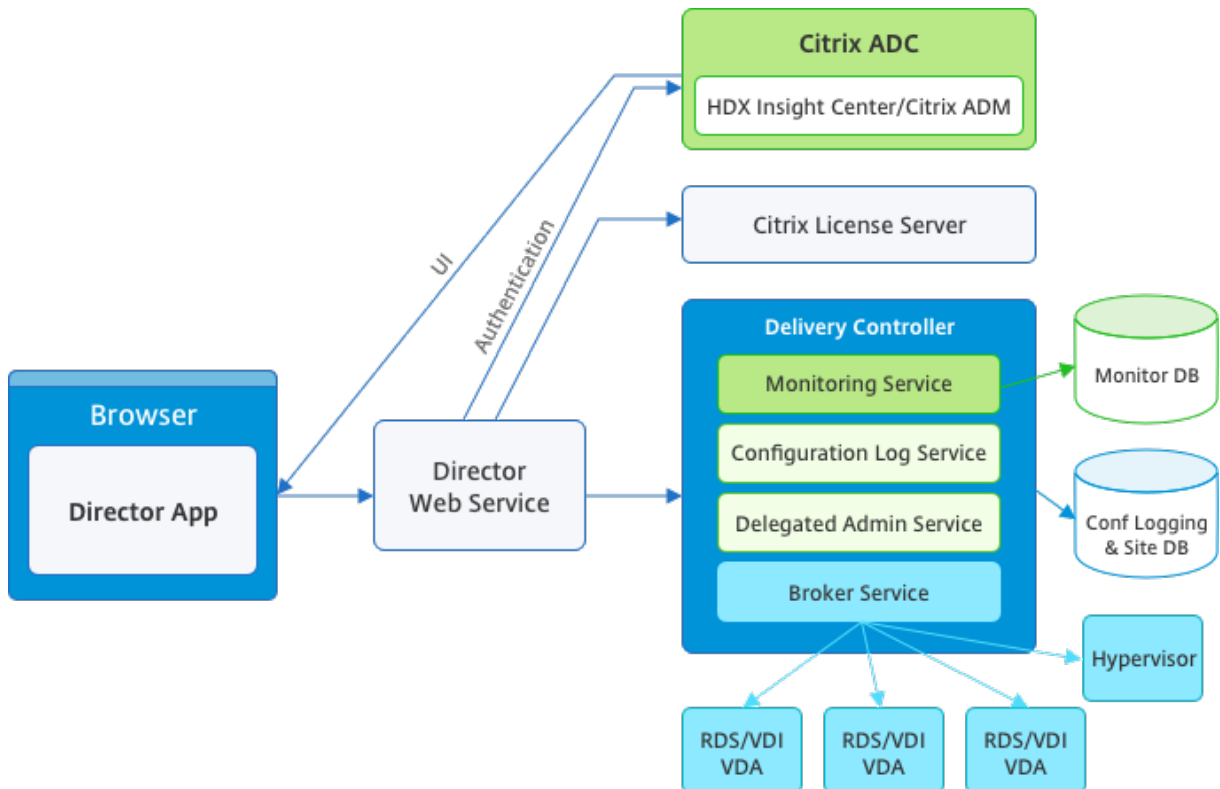 Citrix ADC
HDX Insight Center/Citrix ADM
UI
Authentication
Citrix License Server
Delivery Controller
Monitoring Service
Monitor DB
Browser
Director App
Director
Web Service
Configuration Log Service
Delegated Admin Service
Conf Logging
& Site DB
Broker Service
Hypervisor
RDS/VDI
VDA
RDS/VDI
VDA
RDS/VDI
VDA